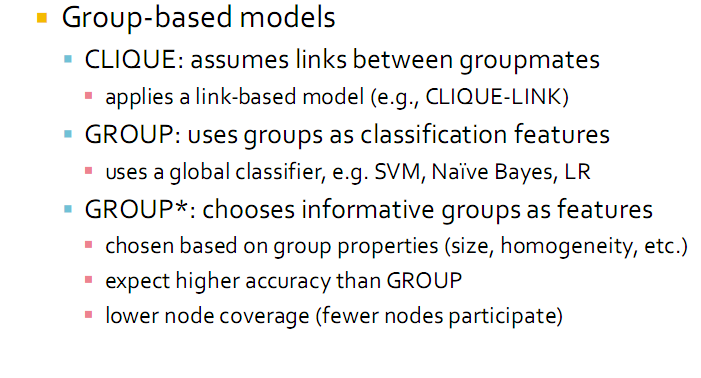 Group-based models
CLIQUE: assumes links between groupmates
applies a link-based model (e.g., CLIQUE-LINK)
GROUP: uses groups as classification features
uses a global classifier, e.g. SVM, Naïve Bayes, LR
GROUP*: chooses informative groups as features
chosen based on group properties (size, homogeneity, etc.)
expect higher accuracy than GROUP
lower node coverage (fewer nodes participate)